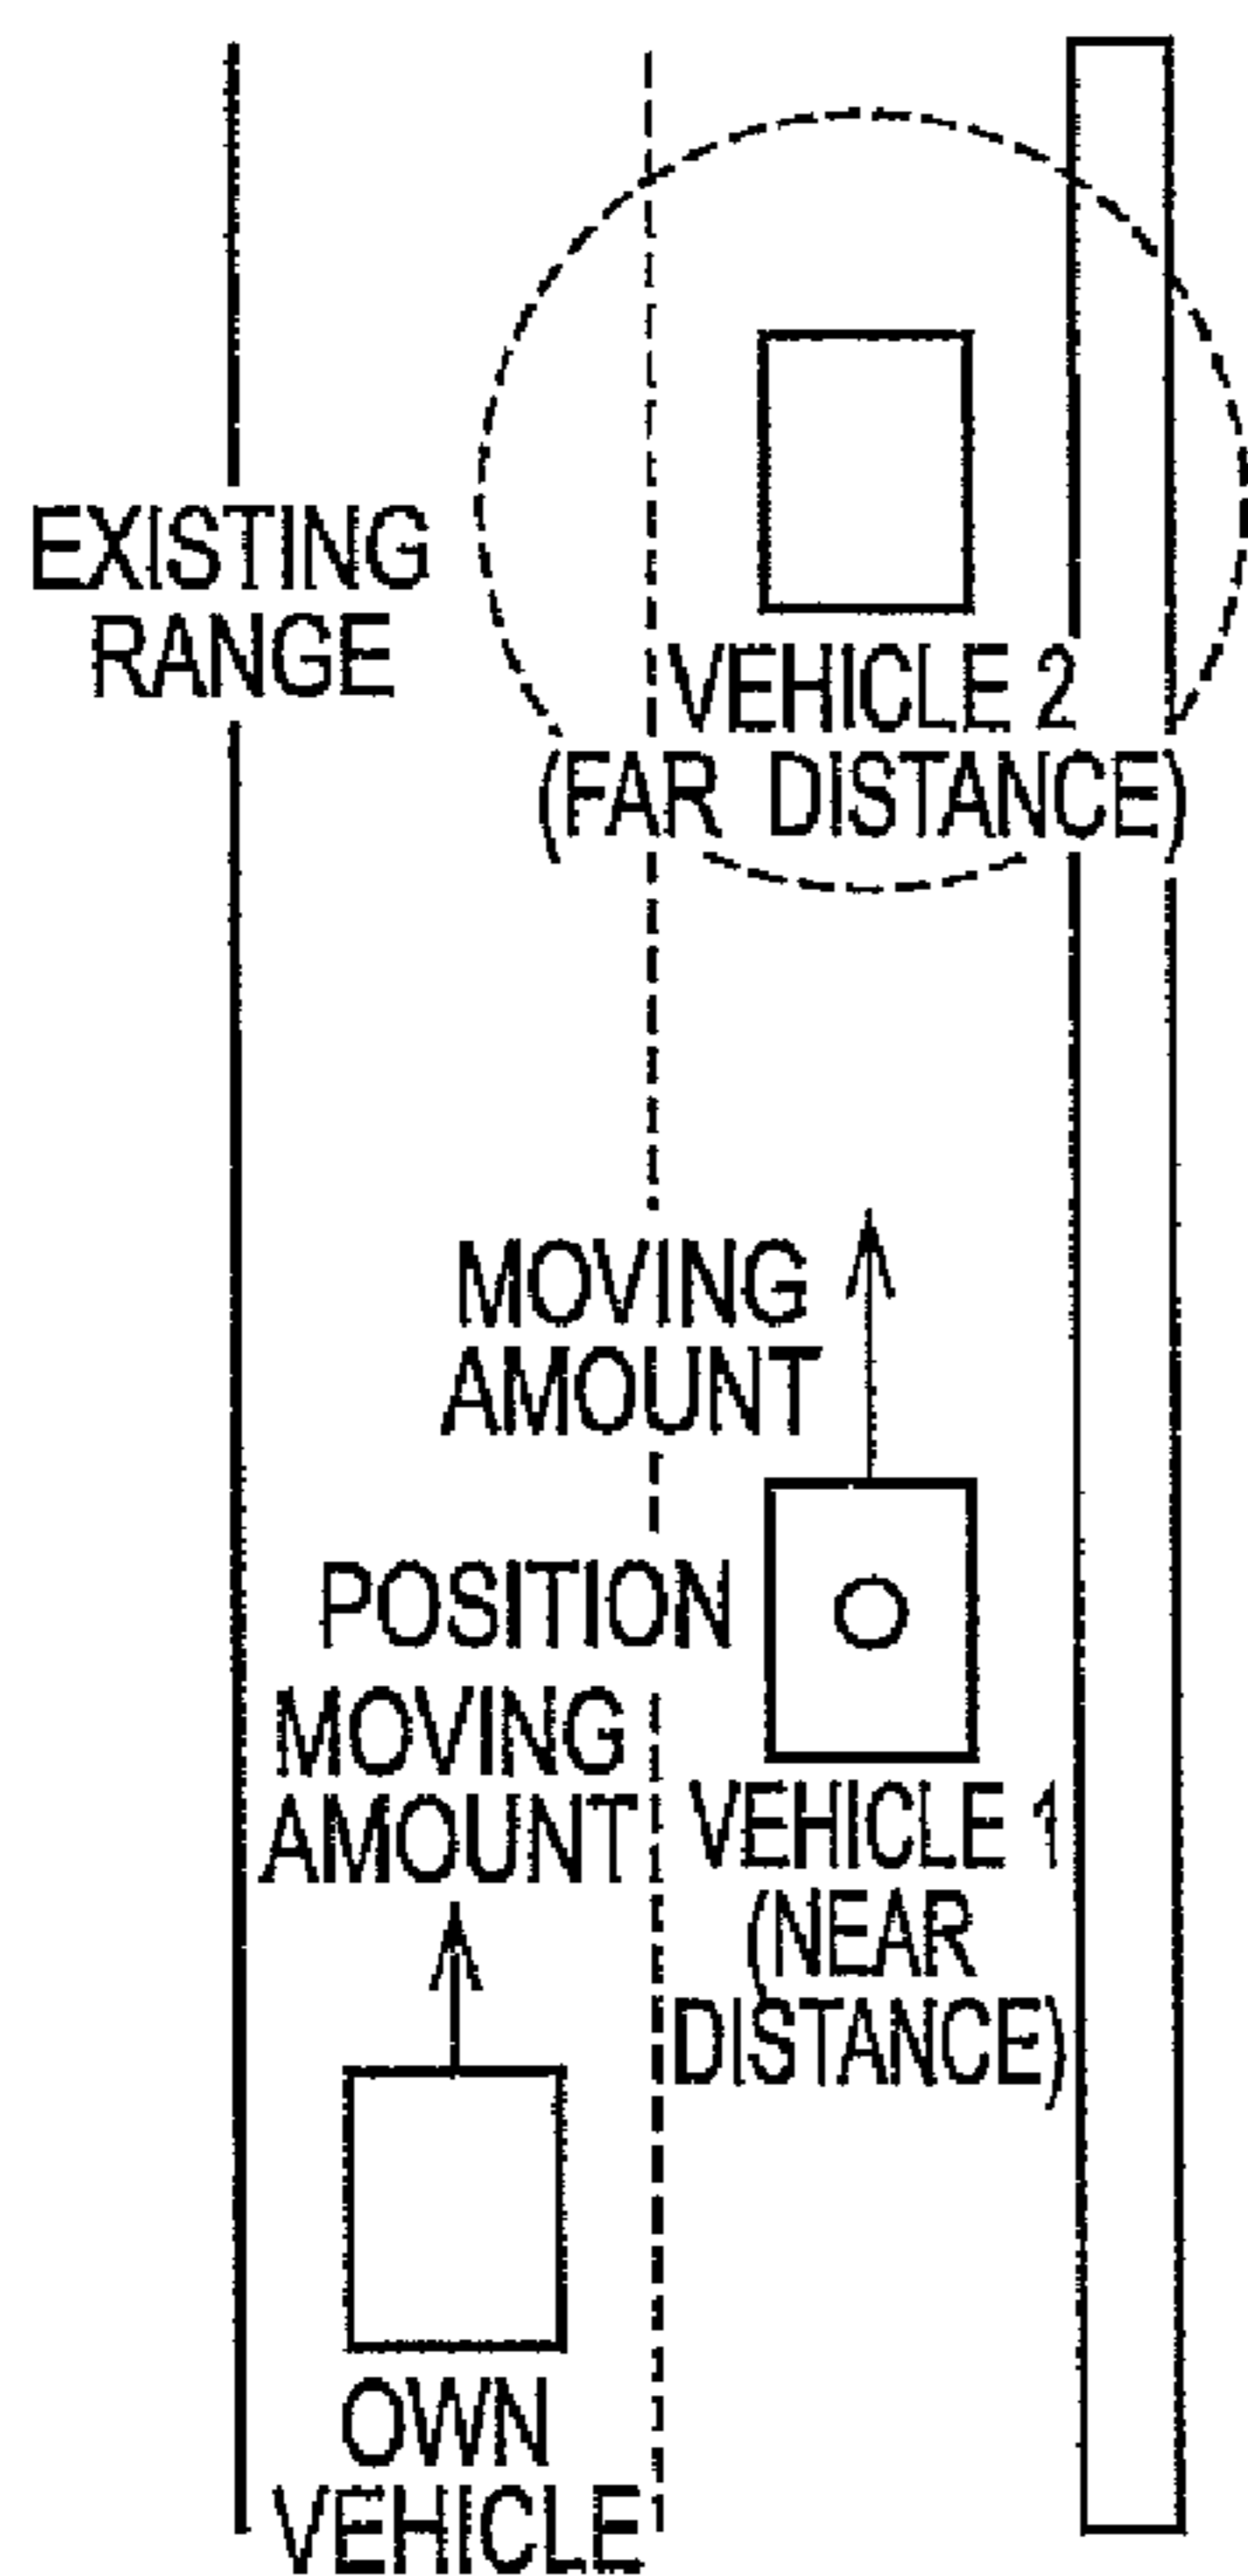 EXISTING
RANGE
VEHICLE 2
(FAR DISTANCE)
MOVING
AMOUNT
POSITION
MOVING
AMOUNT
VEHICLE 1
(NEAR
DISTANCE)
OWN
VEHICLE